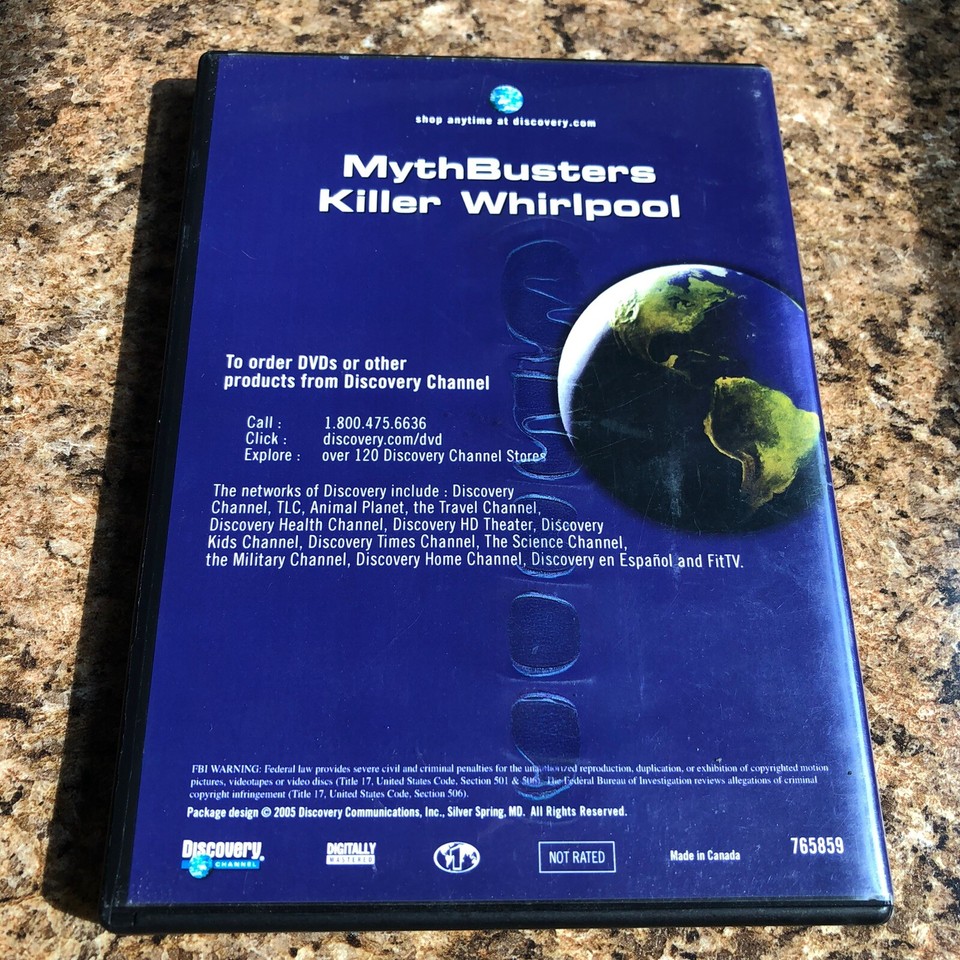 shop anytime at discovery.com
MythBusters
Killer Whirlpool
To order DVDs or other
products from Discovery Channel
Call : 1.800.475.6636
Click : discovery.com/dvd
Explore : over 120 Discovery Channel Stores
The networks of Discovery include : Discovery
Channel, TLC, Animal Planet, the Travel Channel,
Discovery Health Channel, Discovery HD Theater, Discovery
Kids Channel, Discovery Times Channel, The Science Channel,
the Military Channel, Discovery Home Channel, Discovery en Español and FitTV.
FBI WARNING: Federal law provides severe civil and criminal penalties for the unauthorized reproduction, duplication, or exhibition of copyrighted motion
pictures, videotapes or video discs (Title 17, United States Code, Section 501 & 506). The Federal Bureau of Investigation reviews allegations of criminal
copyright infringement (Title 17, United States Code, Section 506).
Package design © 2005 Discovery Communications, Inc., Silver Spring, MD. All Rights Reserved.
Discovery
CHANNEL
DIGITALLY
MASTERED
1
NOT RATED
Made in Canada
765859